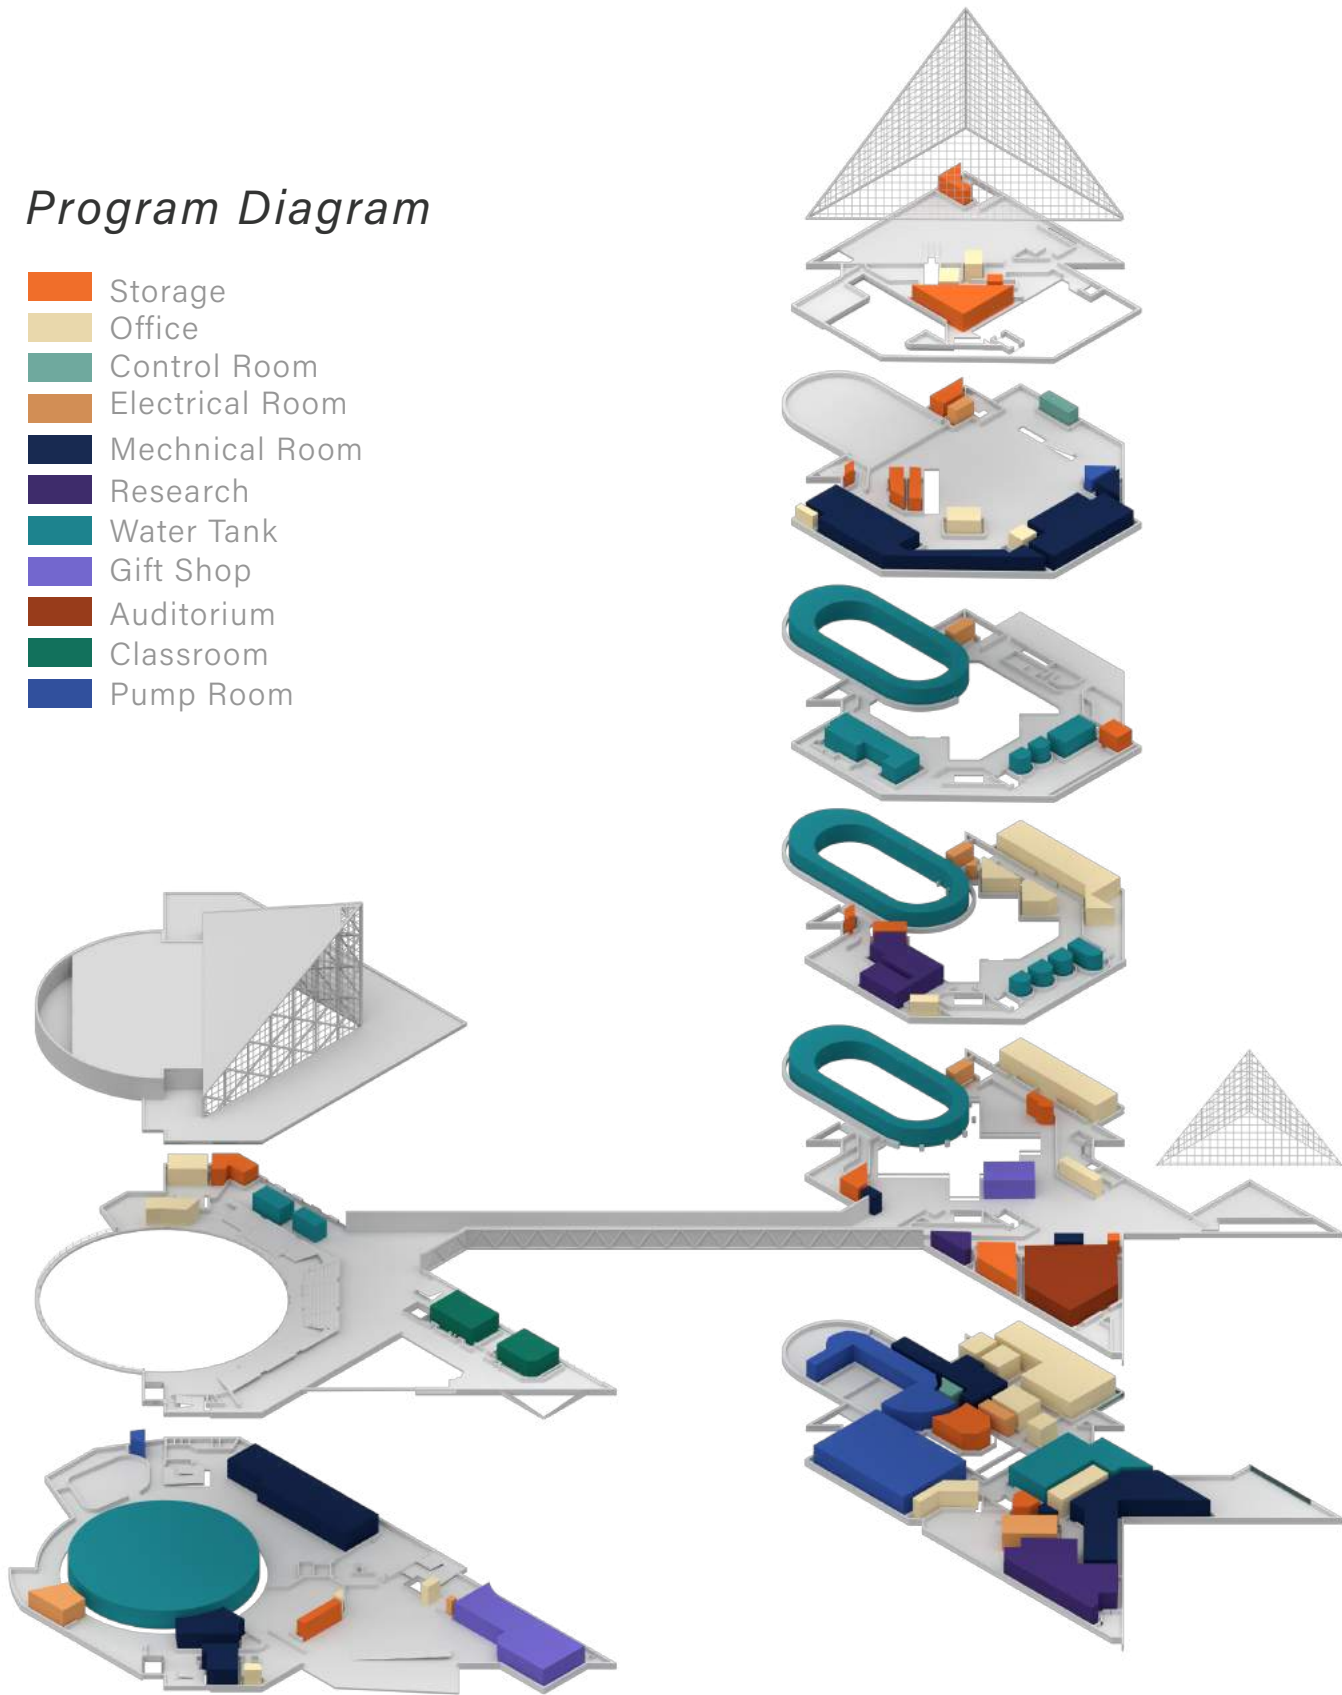 Program Diagram
Storage
Office
Control Room
Electrical Room
Mechnical Room
Research
Water Tank
Gift Shop
Auditorium
Classroom
Pump Room